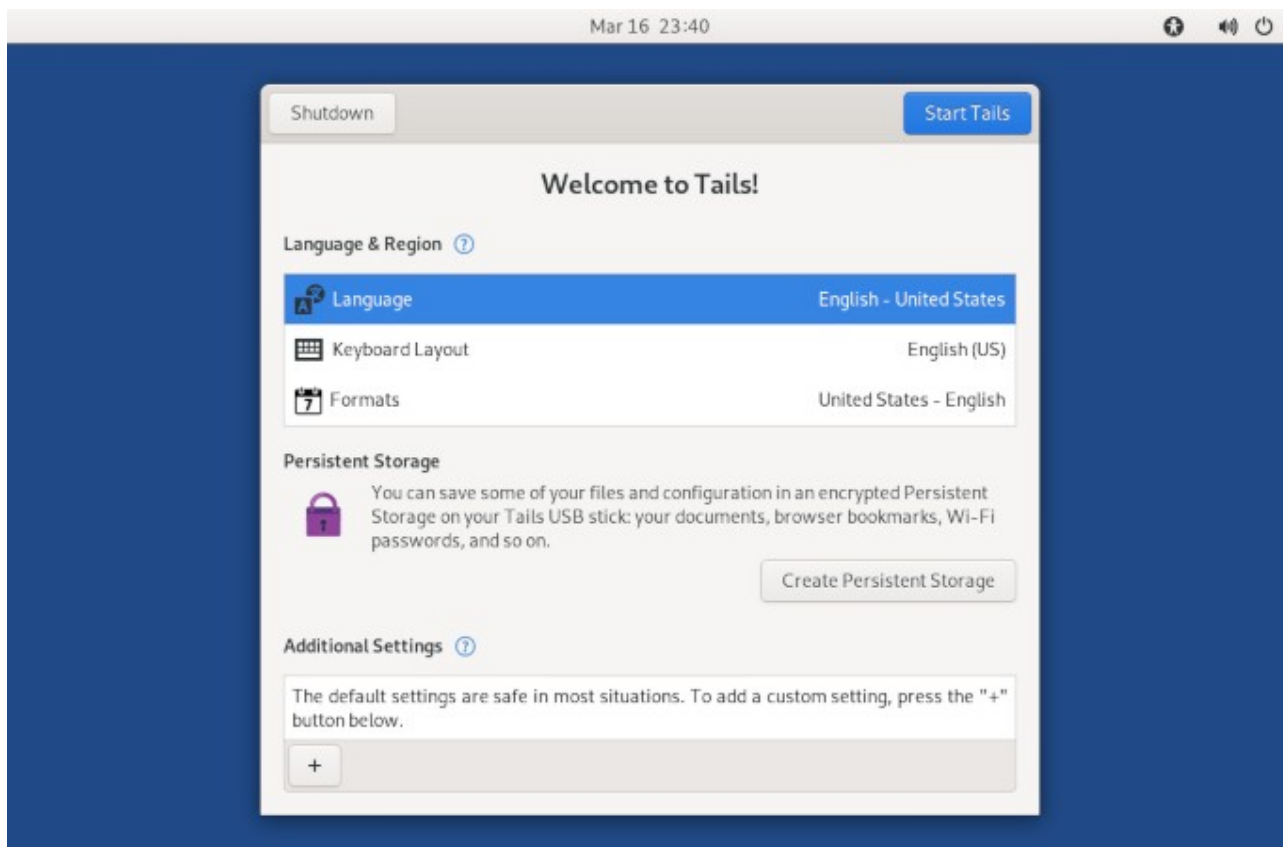 Mar 16 23:40
Shutdown
Start Tails
Welcome to Tails!
Language & Region ?
Language English - United States
Keyboard Layout English (US)
7 Formats United States - English
Persistent Storage
You can save some of your files and configuration in an encrypted Persistent
Storage on your Tails USB stick: your documents, browser bookmarks, Wi-Fi
passwords, and so on.
Create Persistent Storage
Additional Settings ?
The default settings are safe in most situations. To add a custom setting, press the "+"
button below.
+